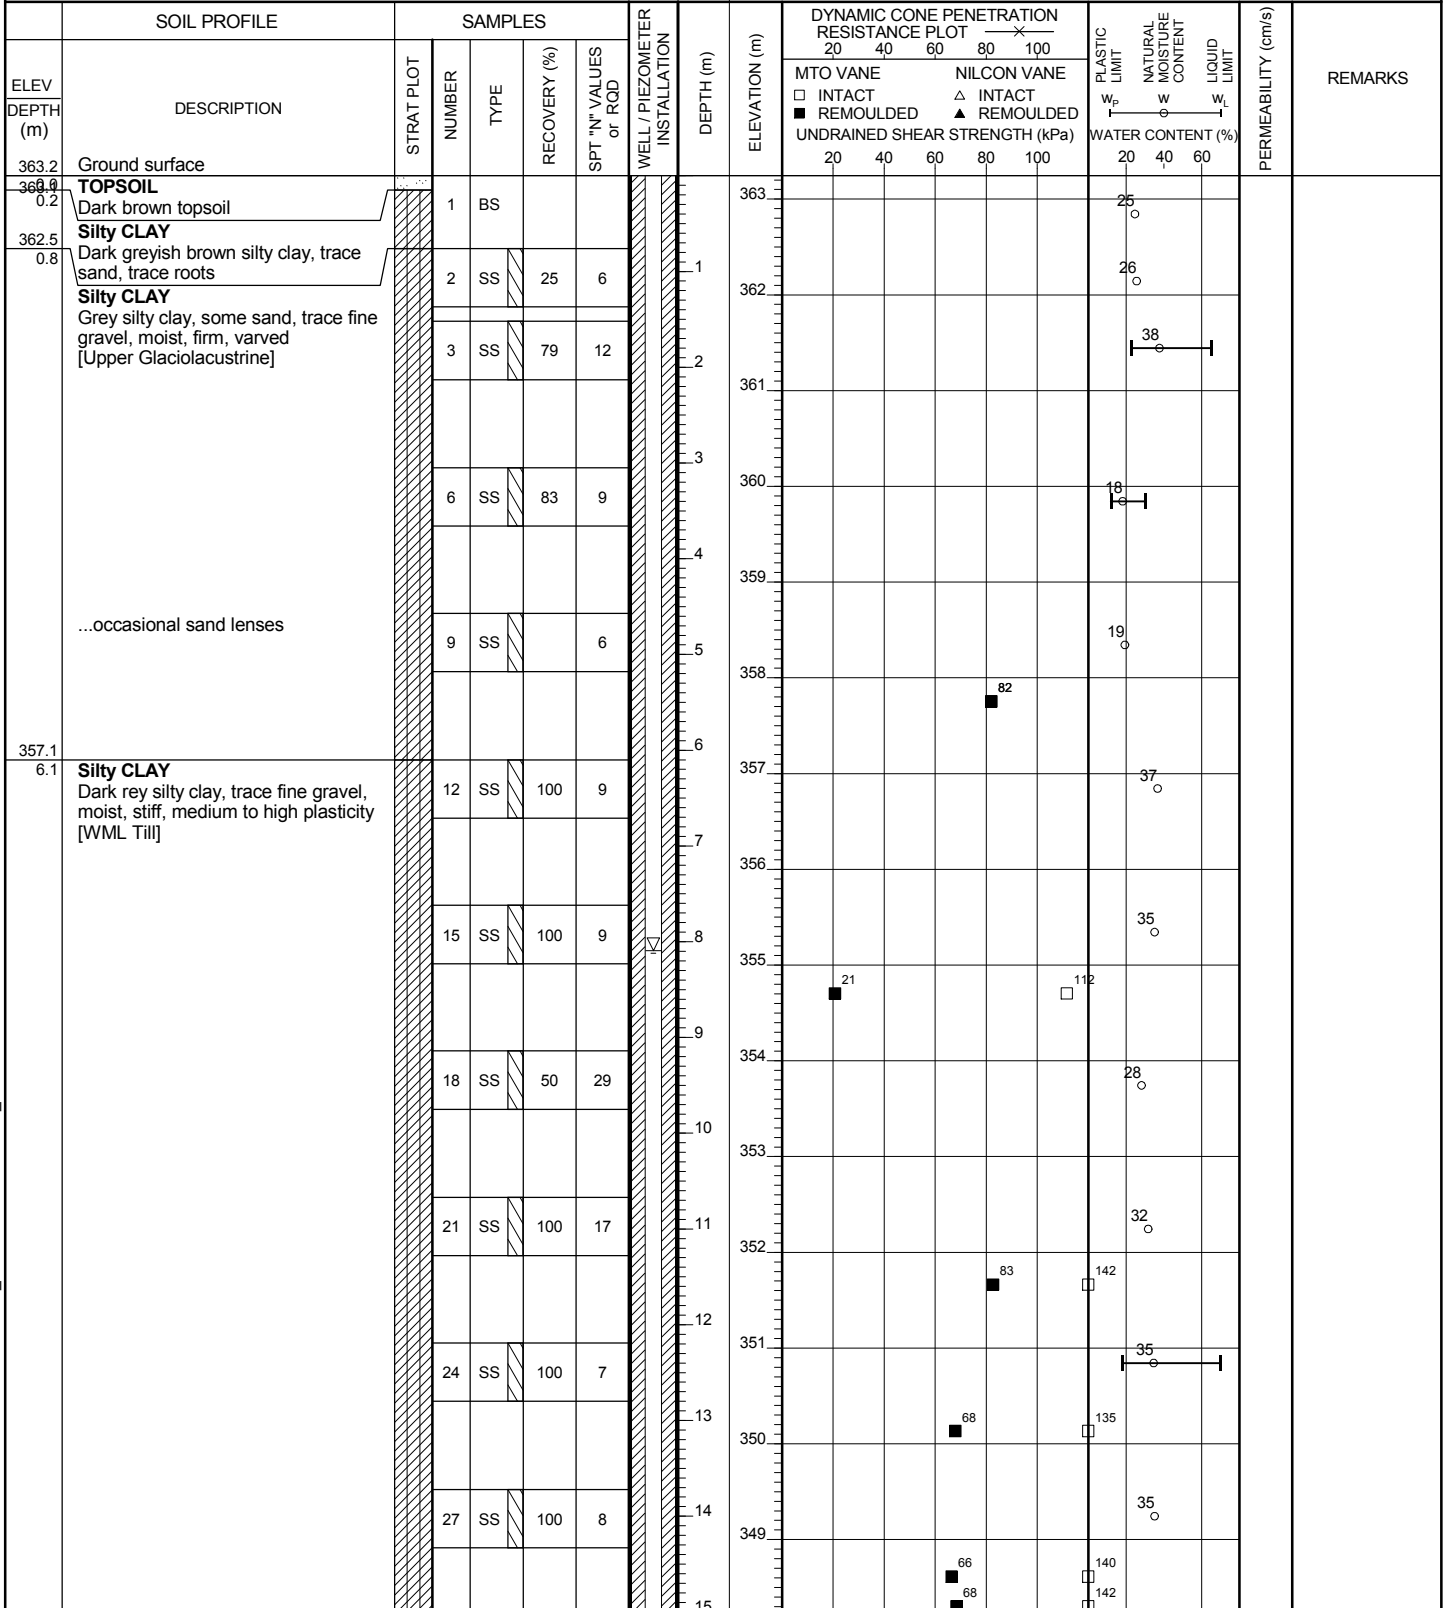 SOIL PROFILE
SAMPLES
ELEV
DEPTH
(m)
DESCRIPTION
STRAT PLOT
NUMBER
TYPE
RECOVERY (%)
SPT "N" VALUES
or RQD
WELL / PIEZOMETER
INSTALLATION
DEPTH (m)
ELEVATION (m)
DYNAMIC CONE PENETRATION
RESISTANCE PLOT
20 40 60 80 100
MTO VANE NILCON VANE
□ INTACT △ INTACT
■ REMOULDED ▲ REMOULDED
UNDRAINED SHEAR STRENGTH (kPa)
20 40 60 80 100
PLASTIC
LIMIT
NATURAL
MOISTURE
CONTENT
LIQUID
LIMIT
WP W WL
WATER CONTENT (%)
20 40 60
PERMEABILITY (cm/s)
REMARKS
363.2 Ground surface
0.0
363.1 TOPSOIL
0.2 Dark brown topsoil
Silty CLAY
362.5 Dark greyish brown silty clay, trace
0.8 sand, trace roots
Silty CLAY
Grey silty clay, some sand, trace fine
gravel, moist, firm, varved
[Upper Glaciolacustrine]
...occasional sand lenses
357.1
6.1 Silty CLAY
Dark rey silty clay, trace fine gravel,
moist, stiff, medium to high plasticity
[WML Till]
1 BS
2 SS 25 6
3 SS 79 12
6 SS 83 9
9 SS 6
12 SS 100 9
15 SS 100 9
18 SS 50 29
21 SS 100 17
24 SS 100 7
27 SS 100 8
1
2
3
4
5
6
7
8
9
10
11
12
13
14
15
363
362
361
360
359
358
357
356
355
354
353
352
351
350
349
82
21 112
83 142
68 135
66 140
68 142
25
26
38
18
19
37
35
28
32
35
35